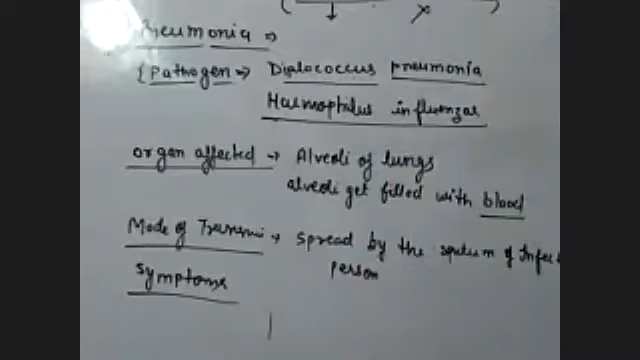 Pneumonia ⇒
{Pathogen → Diplococcus pneumonia
Haemophilus influenzae
organ affected → Alveoli of lungs
alveoli get filled with blood
Mode of Transmi → Spread by the sputum of Infec
person
Symptoms